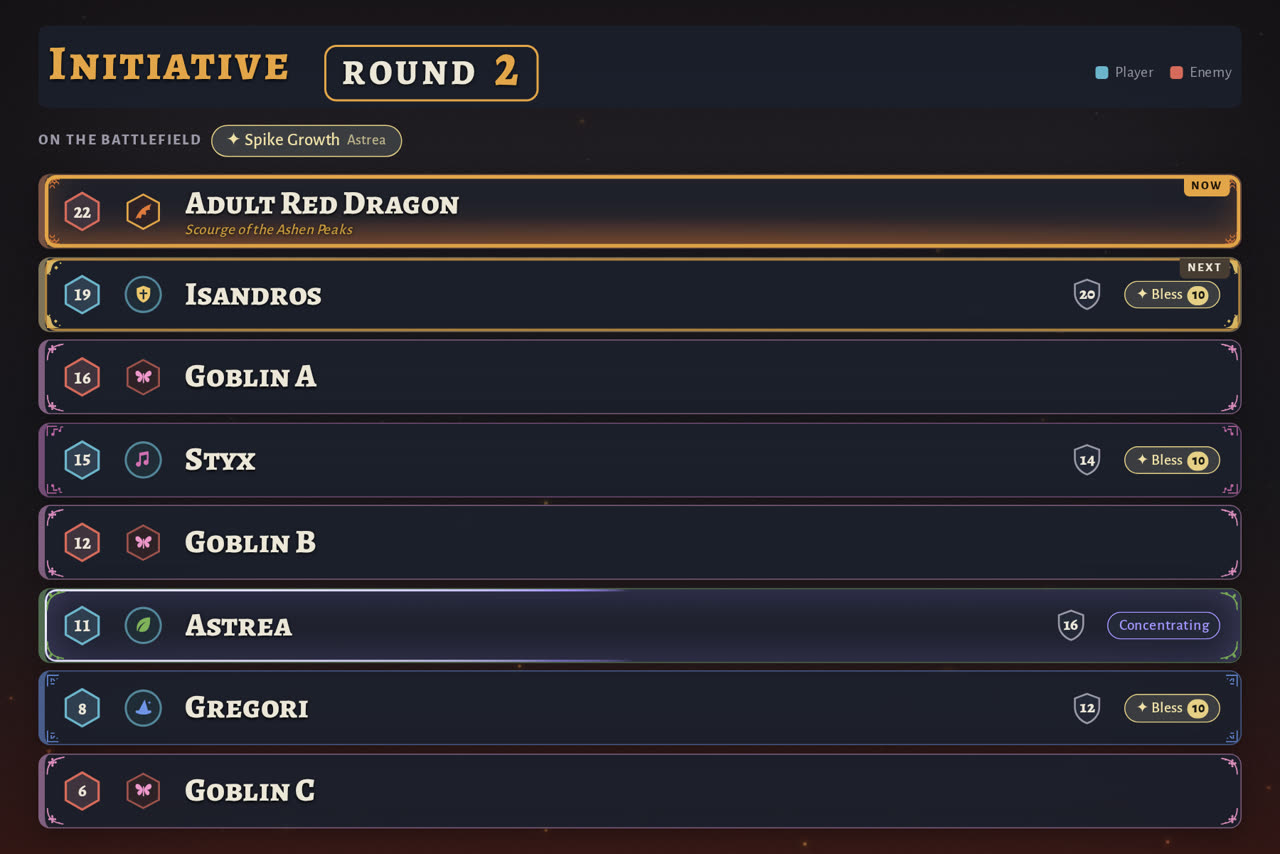 Initiative
ROUND 2
Player
Enemy
ON THE BATTLEFIELD
✦ Spike Growth Astrea
NOW
22
Adult Red Dragon
Scourge of the Ashen Peaks
NEXT
19
Isandros
20
✦ Bless 10
16
Goblin A
15
Styx
14
✦ Bless 10
12
Goblin B
11
Astrea
16
Concentrating
8
Gregori
12
✦ Bless 10
6
Goblin C